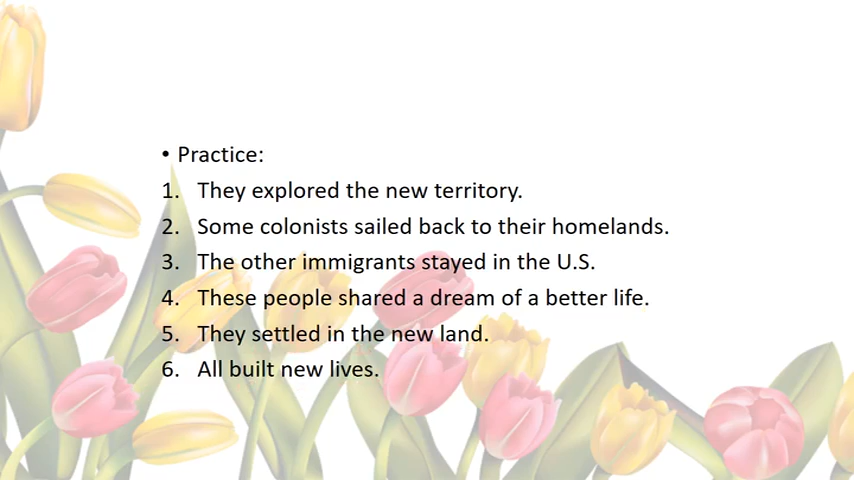 • Practice:
1. They explored the new territory.
2. Some colonists sailed back to their homelands.
3. The other immigrants stayed in the U.S.
4. These people shared a dream of a better life.
5. They settled in the new land.
6. All built new lives.